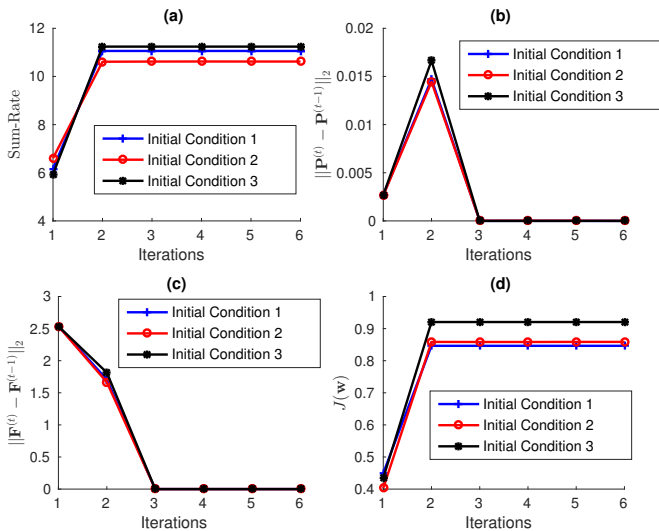 (a)
12
10
8
6
4
Sum-Rate
Initial Condition 1
Initial Condition 2
Initial Condition 3
1 2 3 4 5 6
Iterations
(b)
0.02
0.015
0.01
0.005
0
||P^(t) − P^(t−1)||_2
Initial Condition 1
Initial Condition 2
Initial Condition 3
1 2 3 4 5 6
Iterations
(c)
3
2.5
2
1.5
1
0.5
0
||F^(t) − F^(t−1)||_2
Initial Condition 1
Initial Condition 2
Initial Condition 3
1 2 3 4 5 6
Iterations
(d)
1
0.9
0.8
0.7
0.6
0.5
0.4
J(w)
Initial Condition 1
Initial Condition 2
Initial Condition 3
1 2 3 4 5 6
Iterations